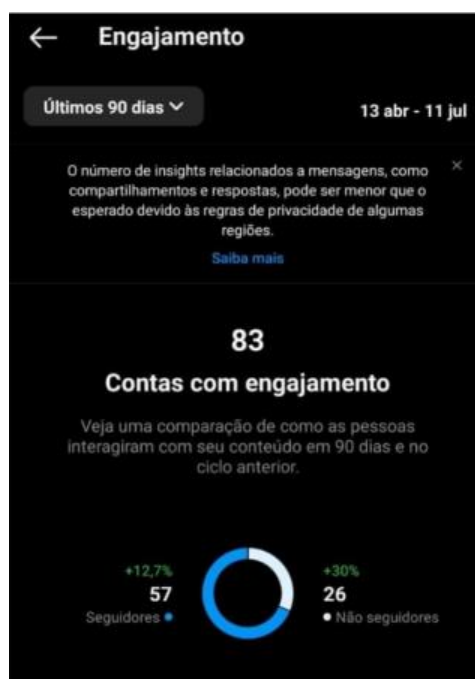 Engajamento
Últimos 90 dias
13 abr - 11 jul
O número de insights relacionados a mensagens, como
compartilhamentos e respostas, pode ser menor que o
esperado devido às regras de privacidade de algumas
regiões.
Saiba mais
83
Contas com engajamento
Veja uma comparação de como as pessoas
interagiram com seu conteúdo em 90 dias e no
ciclo anterior.
+12,7%
57
Seguidores
+30%
26
Não seguidores